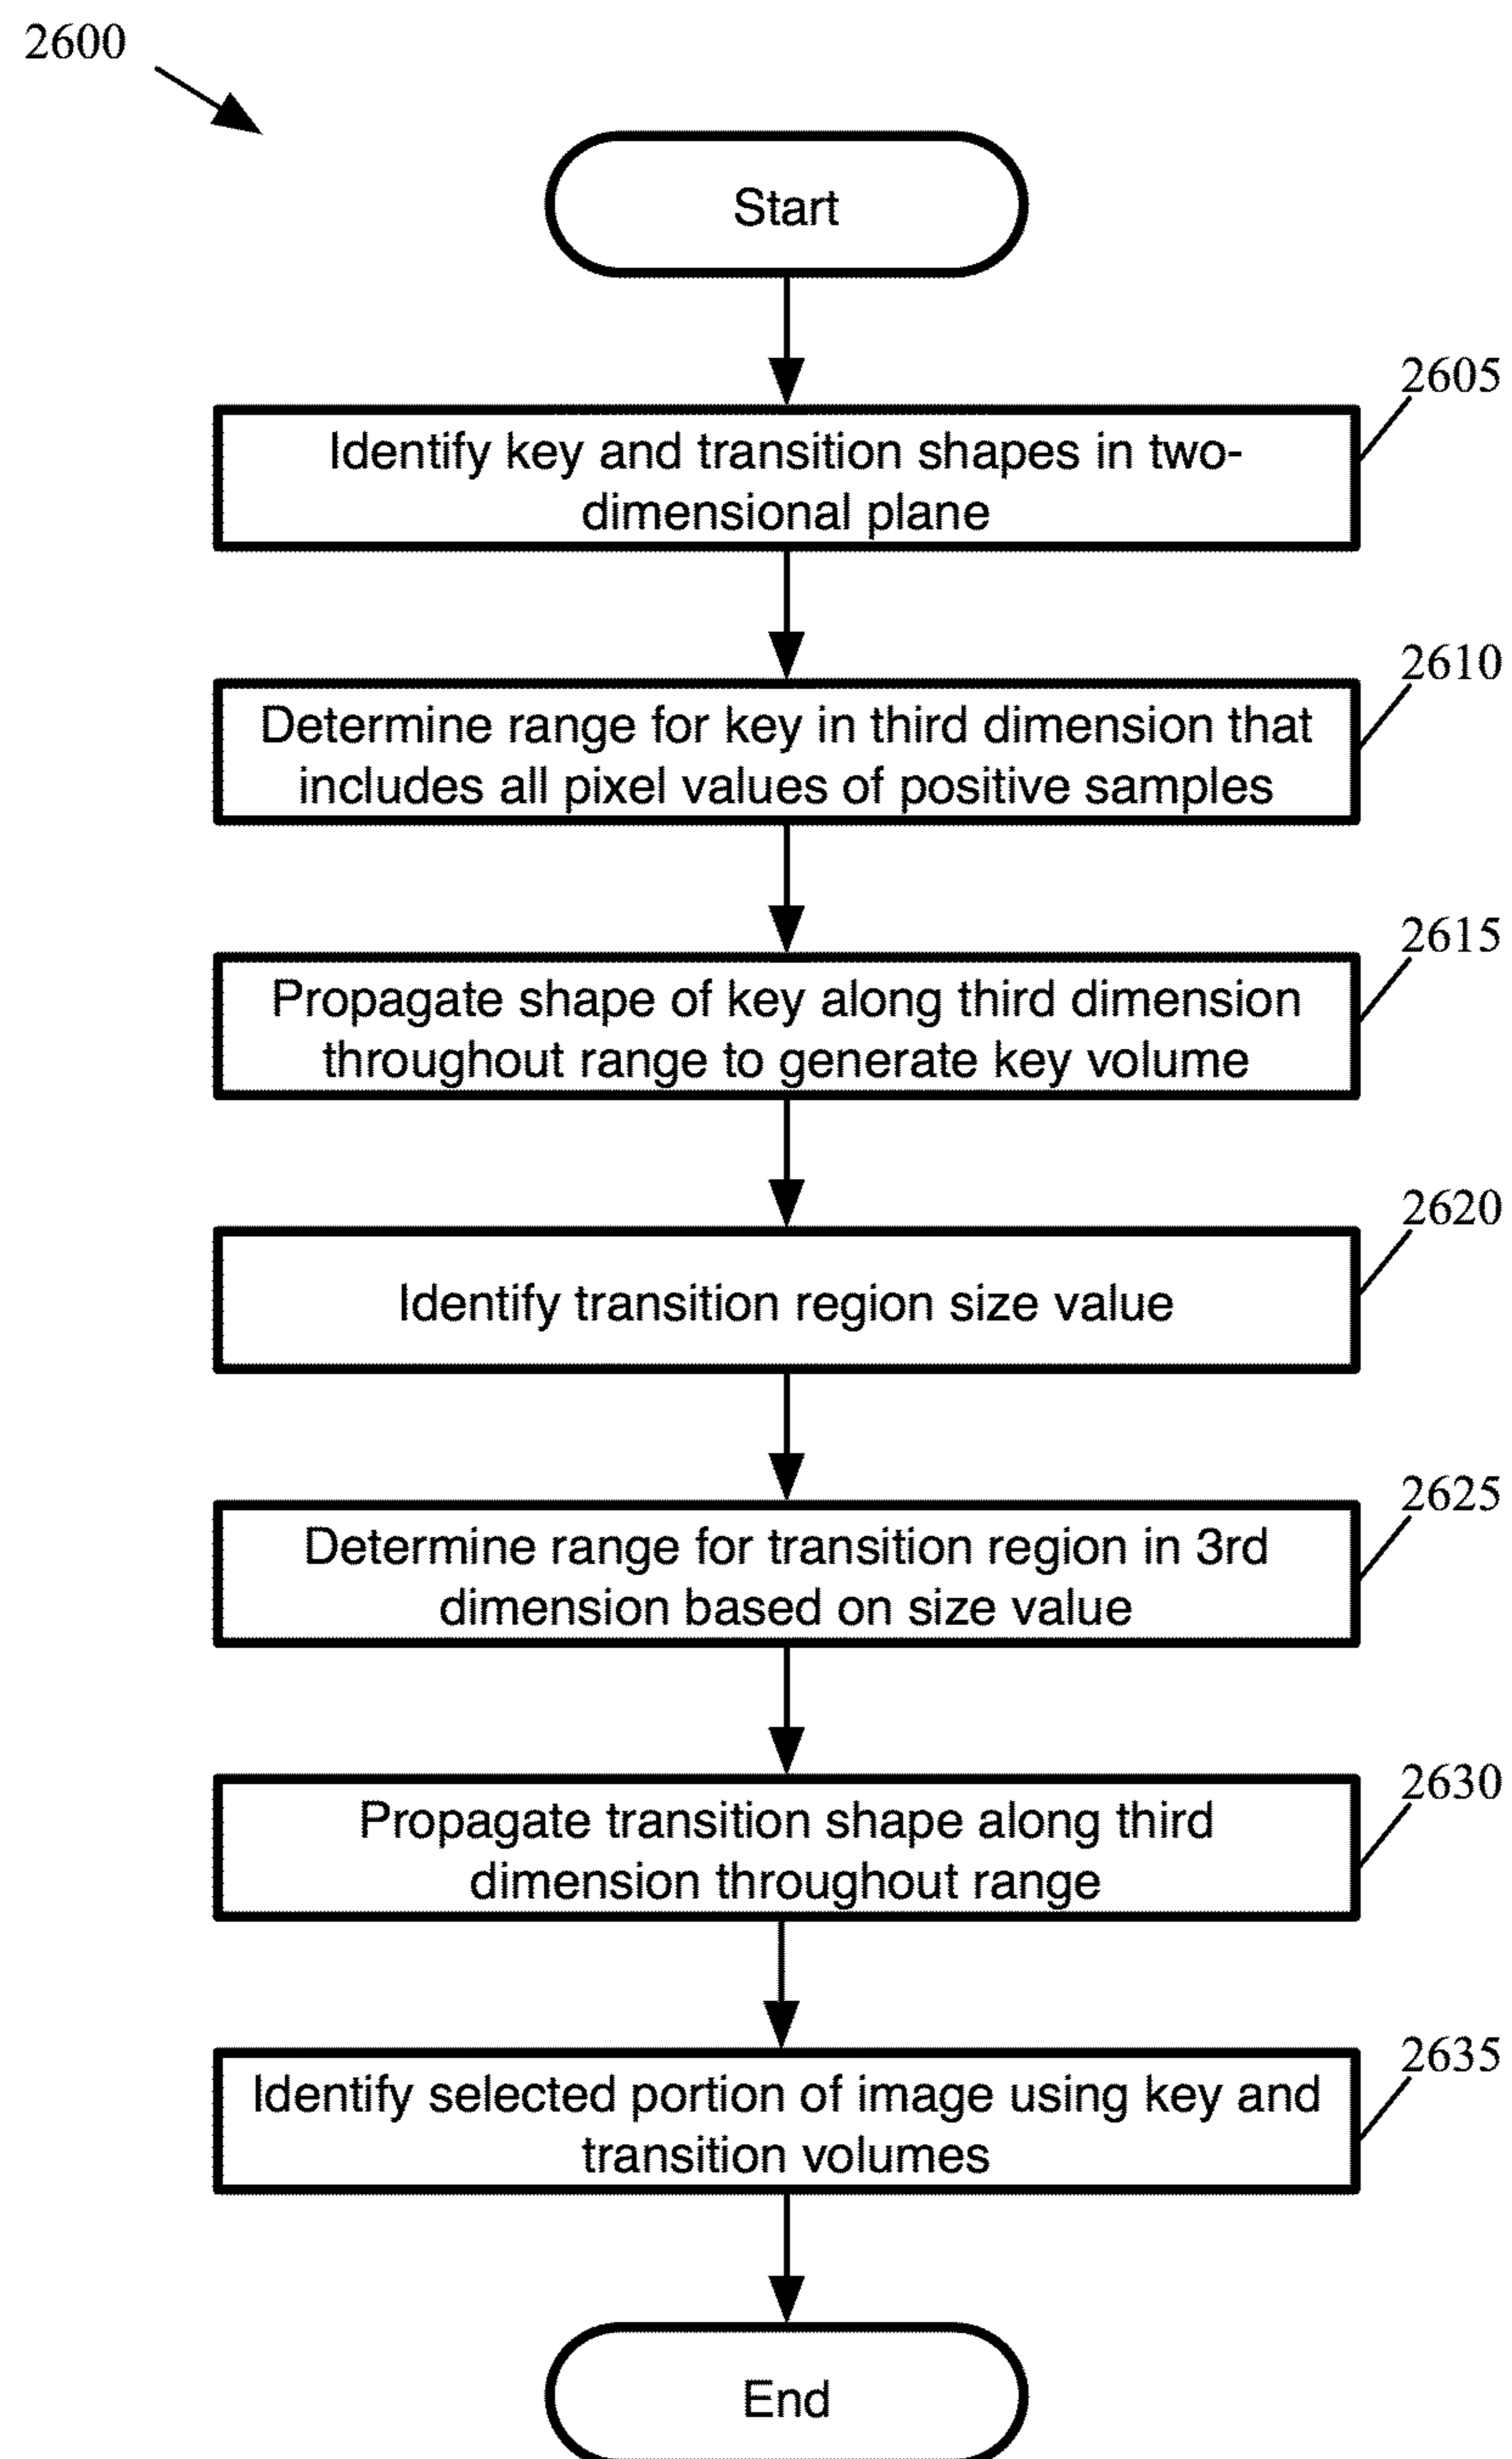 2600
Start
2605
Identify key and transition shapes in two-
dimensional plane
2610
Determine range for key in third dimension that
includes all pixel values of positive samples
2615
Propagate shape of key along third dimension
throughout range to generate key volume
2620
Identify transition region size value
2625
Determine range for transition region in 3rd
dimension based on size value
2630
Propagate transition shape along third
dimension throughout range
2635
Identify selected portion of image using key and
transition volumes
End